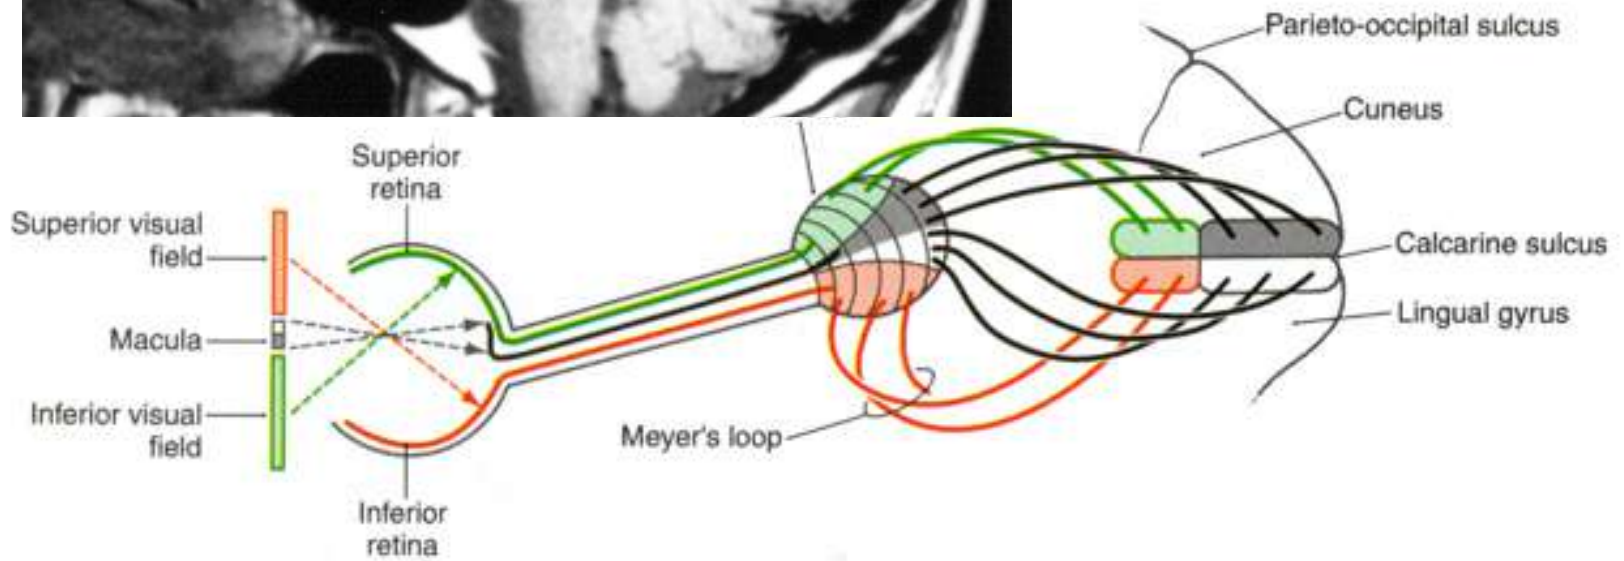 Parieto-occipital sulcus
Cuneus
Superior
retina
Superior visual
field
Calcarine sulcus
Lingual gyrus
Macula
Inferior visual
field
Meyer's loop
Inferior
retina